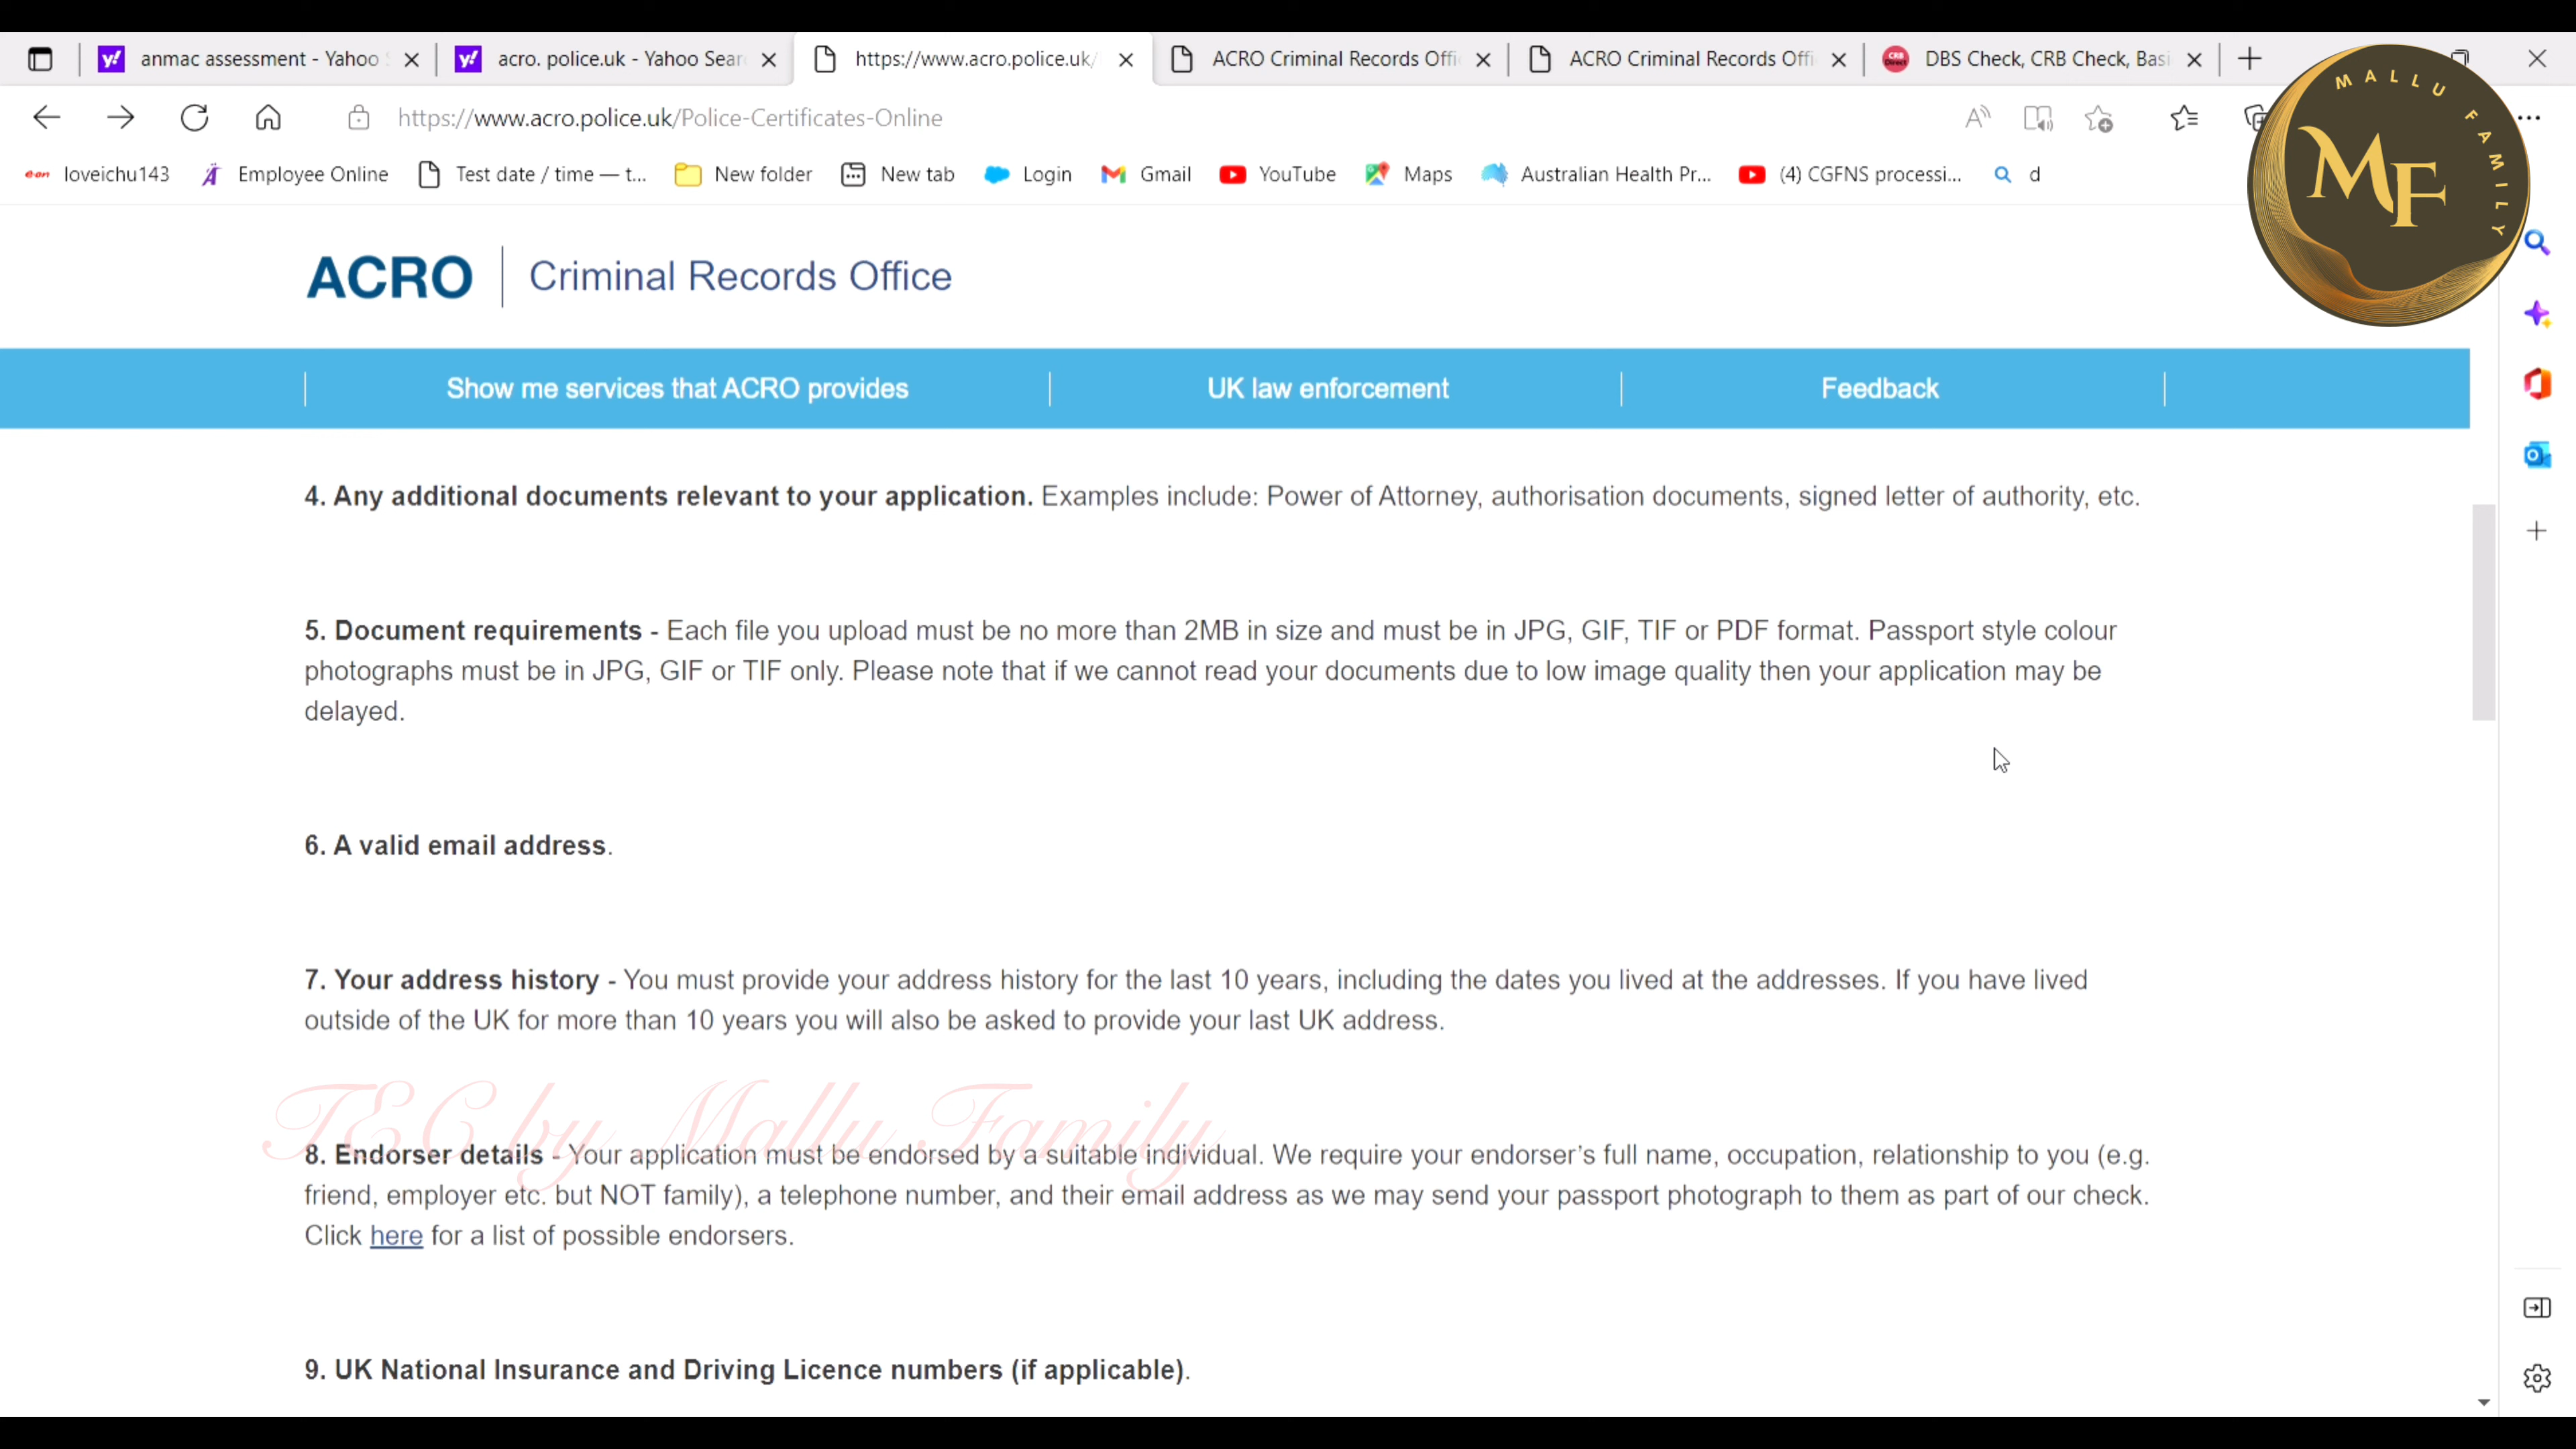 anmac assessment - Yahoo
acro. police.uk - Yahoo Sear
https://www.acro.police.uk/
ACRO Criminal Records Offi
ACRO Criminal Records Offi
CRB Direct
DBS Check, CRB Check, Basi
https://www.acro.police.uk/Police-Certificates-Online
e·on loveichu143
Employee Online
Test date / time — t...
New folder
New tab
Login
Gmail
YouTube
Maps
Australian Health Pr...
(4) CGFNS processi...
d
MALLU FAMILY
MF
ACRO Criminal Records Office
Show me services that ACRO provides
UK law enforcement
Feedback
4. Any additional documents relevant to your application. Examples include: Power of Attorney, authorisation documents, signed letter of authority, etc.
5. Document requirements - Each file you upload must be no more than 2MB in size and must be in JPG, GIF, TIF or PDF format. Passport style colour
photographs must be in JPG, GIF or TIF only. Please note that if we cannot read your documents due to low image quality then your application may be
delayed.
6. A valid email address.
7. Your address history - You must provide your address history for the last 10 years, including the dates you lived at the addresses. If you have lived
outside of the UK for more than 10 years you will also be asked to provide your last UK address.
TEC by Mallu Family
8. Endorser details - Your application must be endorsed by a suitable individual. We require your endorser's full name, occupation, relationship to you (e.g.
friend, employer etc. but NOT family), a telephone number, and their email address as we may send your passport photograph to them as part of our check.
Click here for a list of possible endorsers.
9. UK National Insurance and Driving Licence numbers (if applicable).